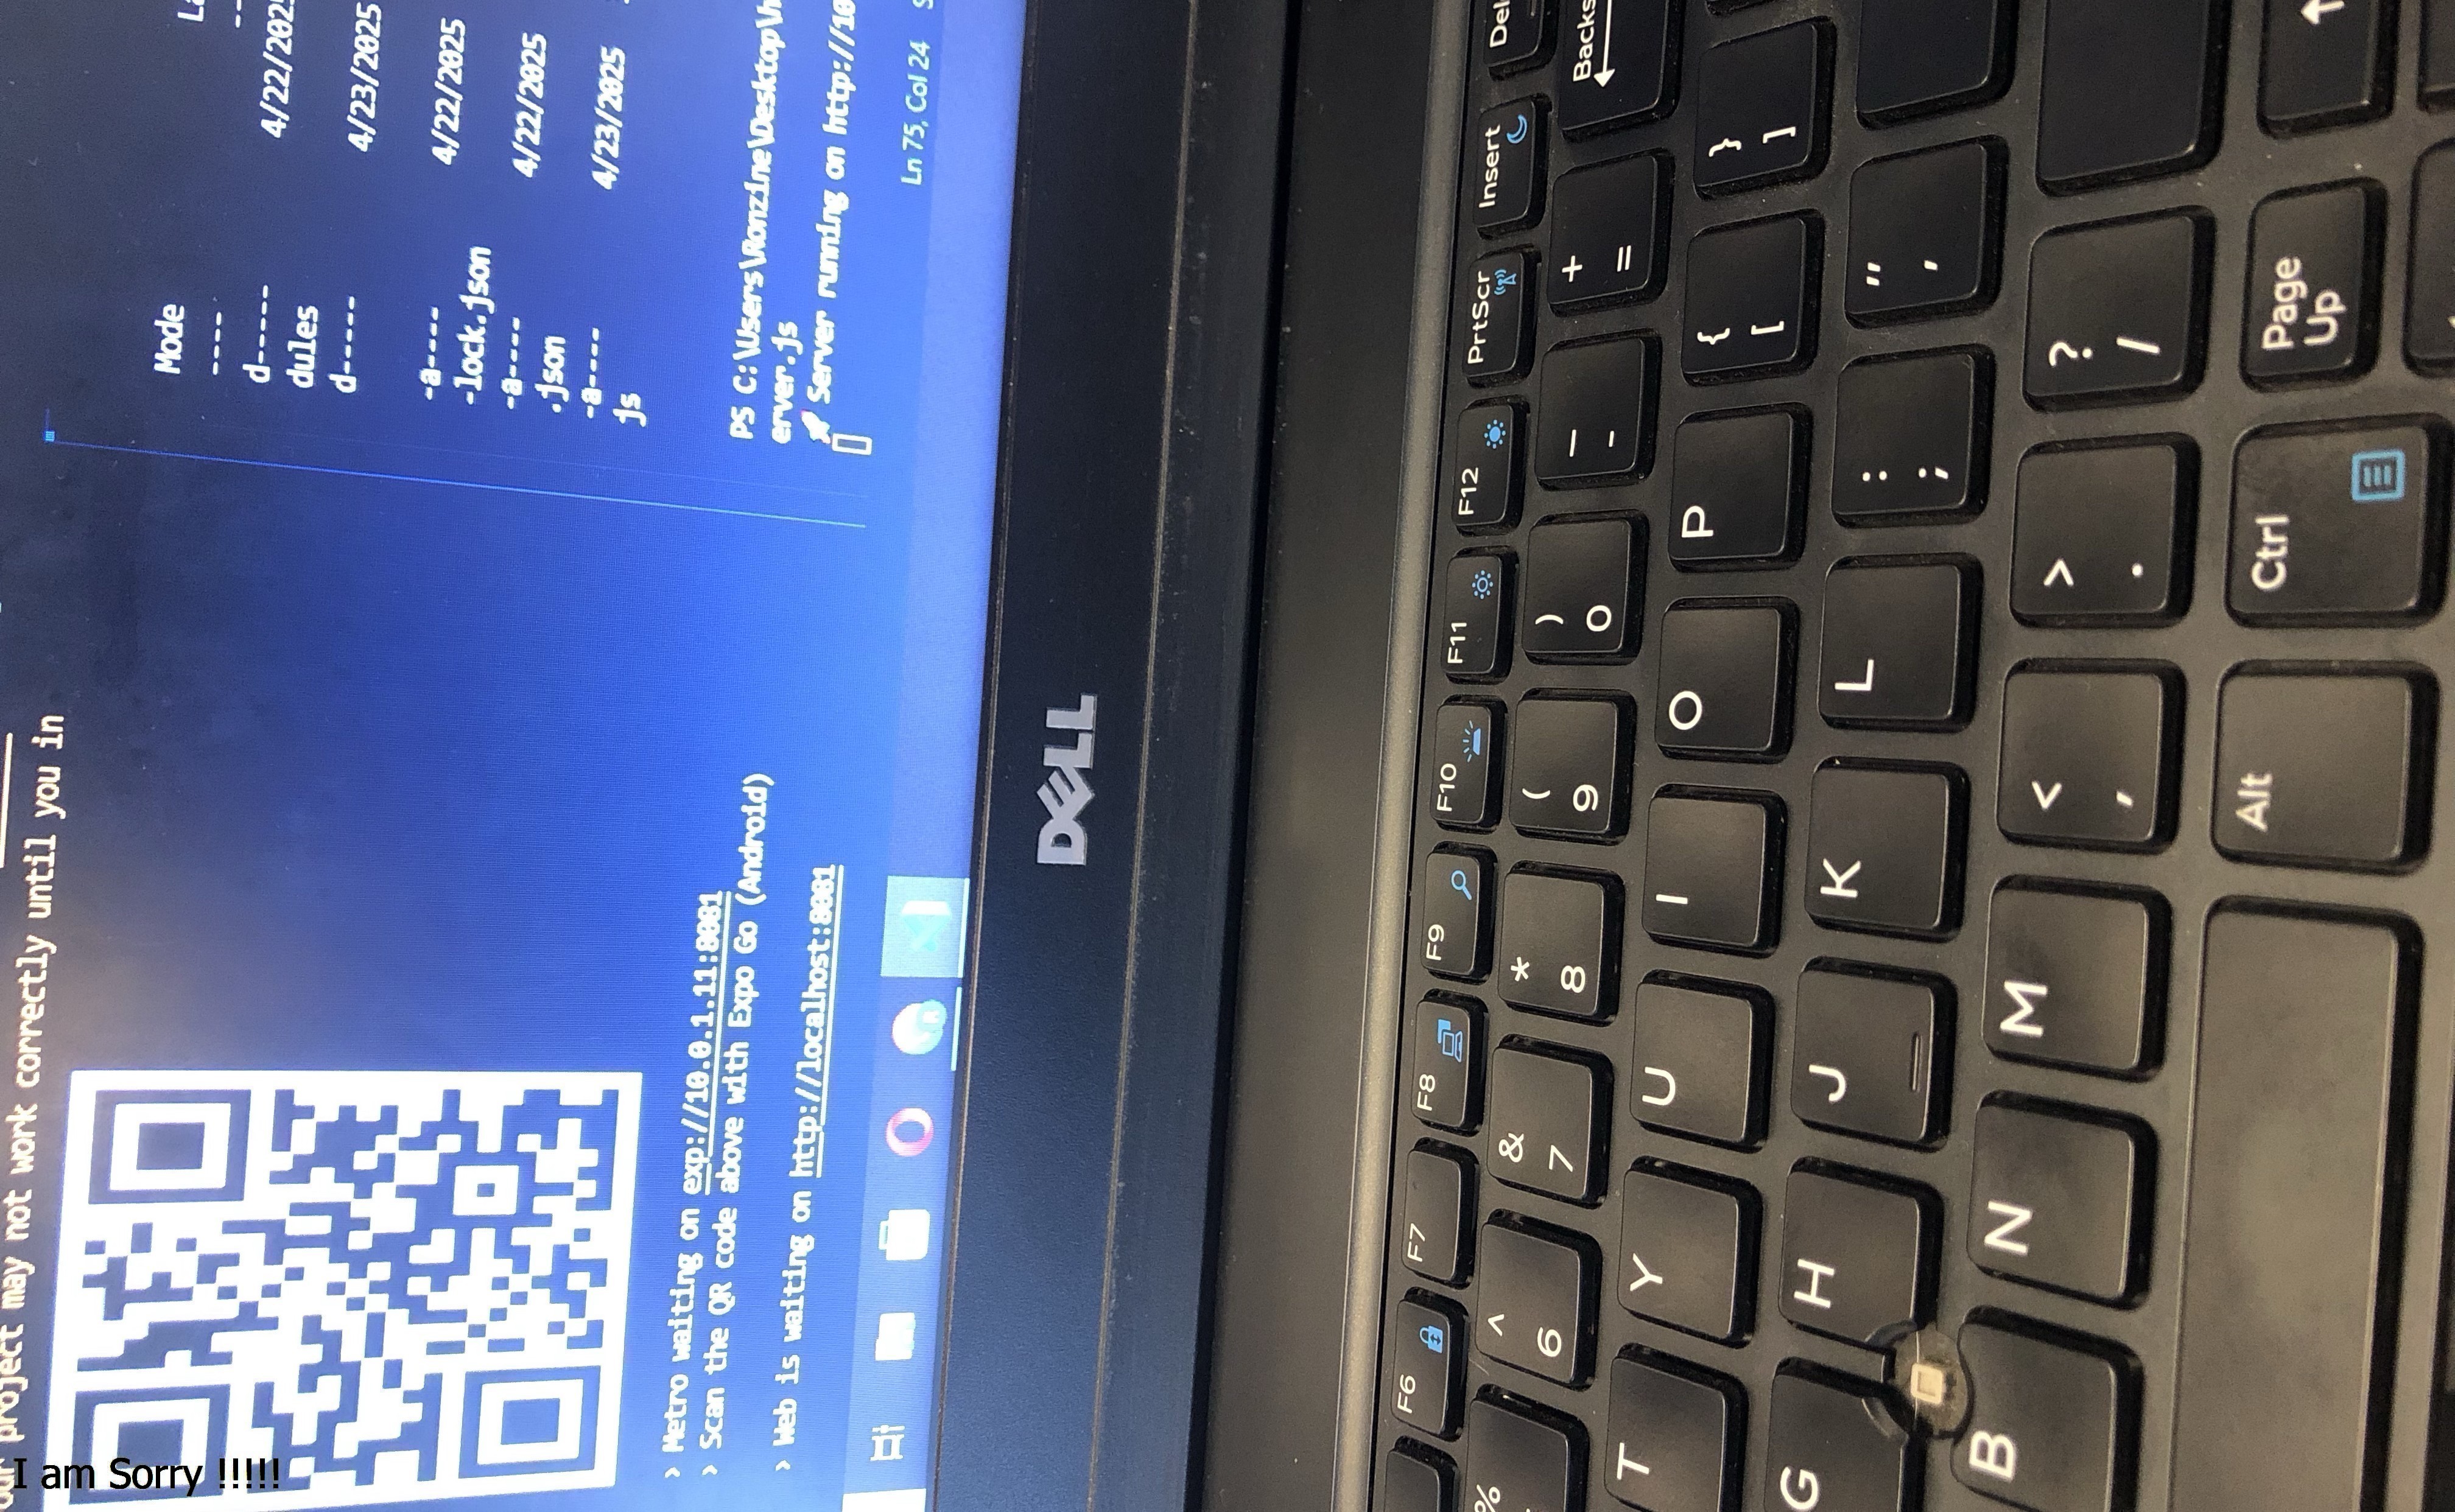 our project may not work correctly until you in
› Metro waiting on exp://10.0.1.11:8081
› Scan the QR code above with Expo Go (Android)
› Web is waiting on http://localhost:8081
Mode
----
d-----
4/22/2025
dules
d-----
4/23/2025
-a----
4/22/2025
-lock.json
-a----
4/22/2025
.json
-a----
4/23/2025
js
PS C:\Users\Ronzine\Desktop\h
erver.js
🚀 Server running on http://10
Ln 75, Col 24
DELL
F6 F7 F8 F9 F10 F11 F12 PrtScr Insert Del
% ^ & * ( ) _ + Backs
6 7 8 9 0 - =
T Y U I O P { }
[ ]
G H J K L : "
; '
B N M < > ?
, . /
Alt Ctrl Page
Up
I am Sorry !!!!!